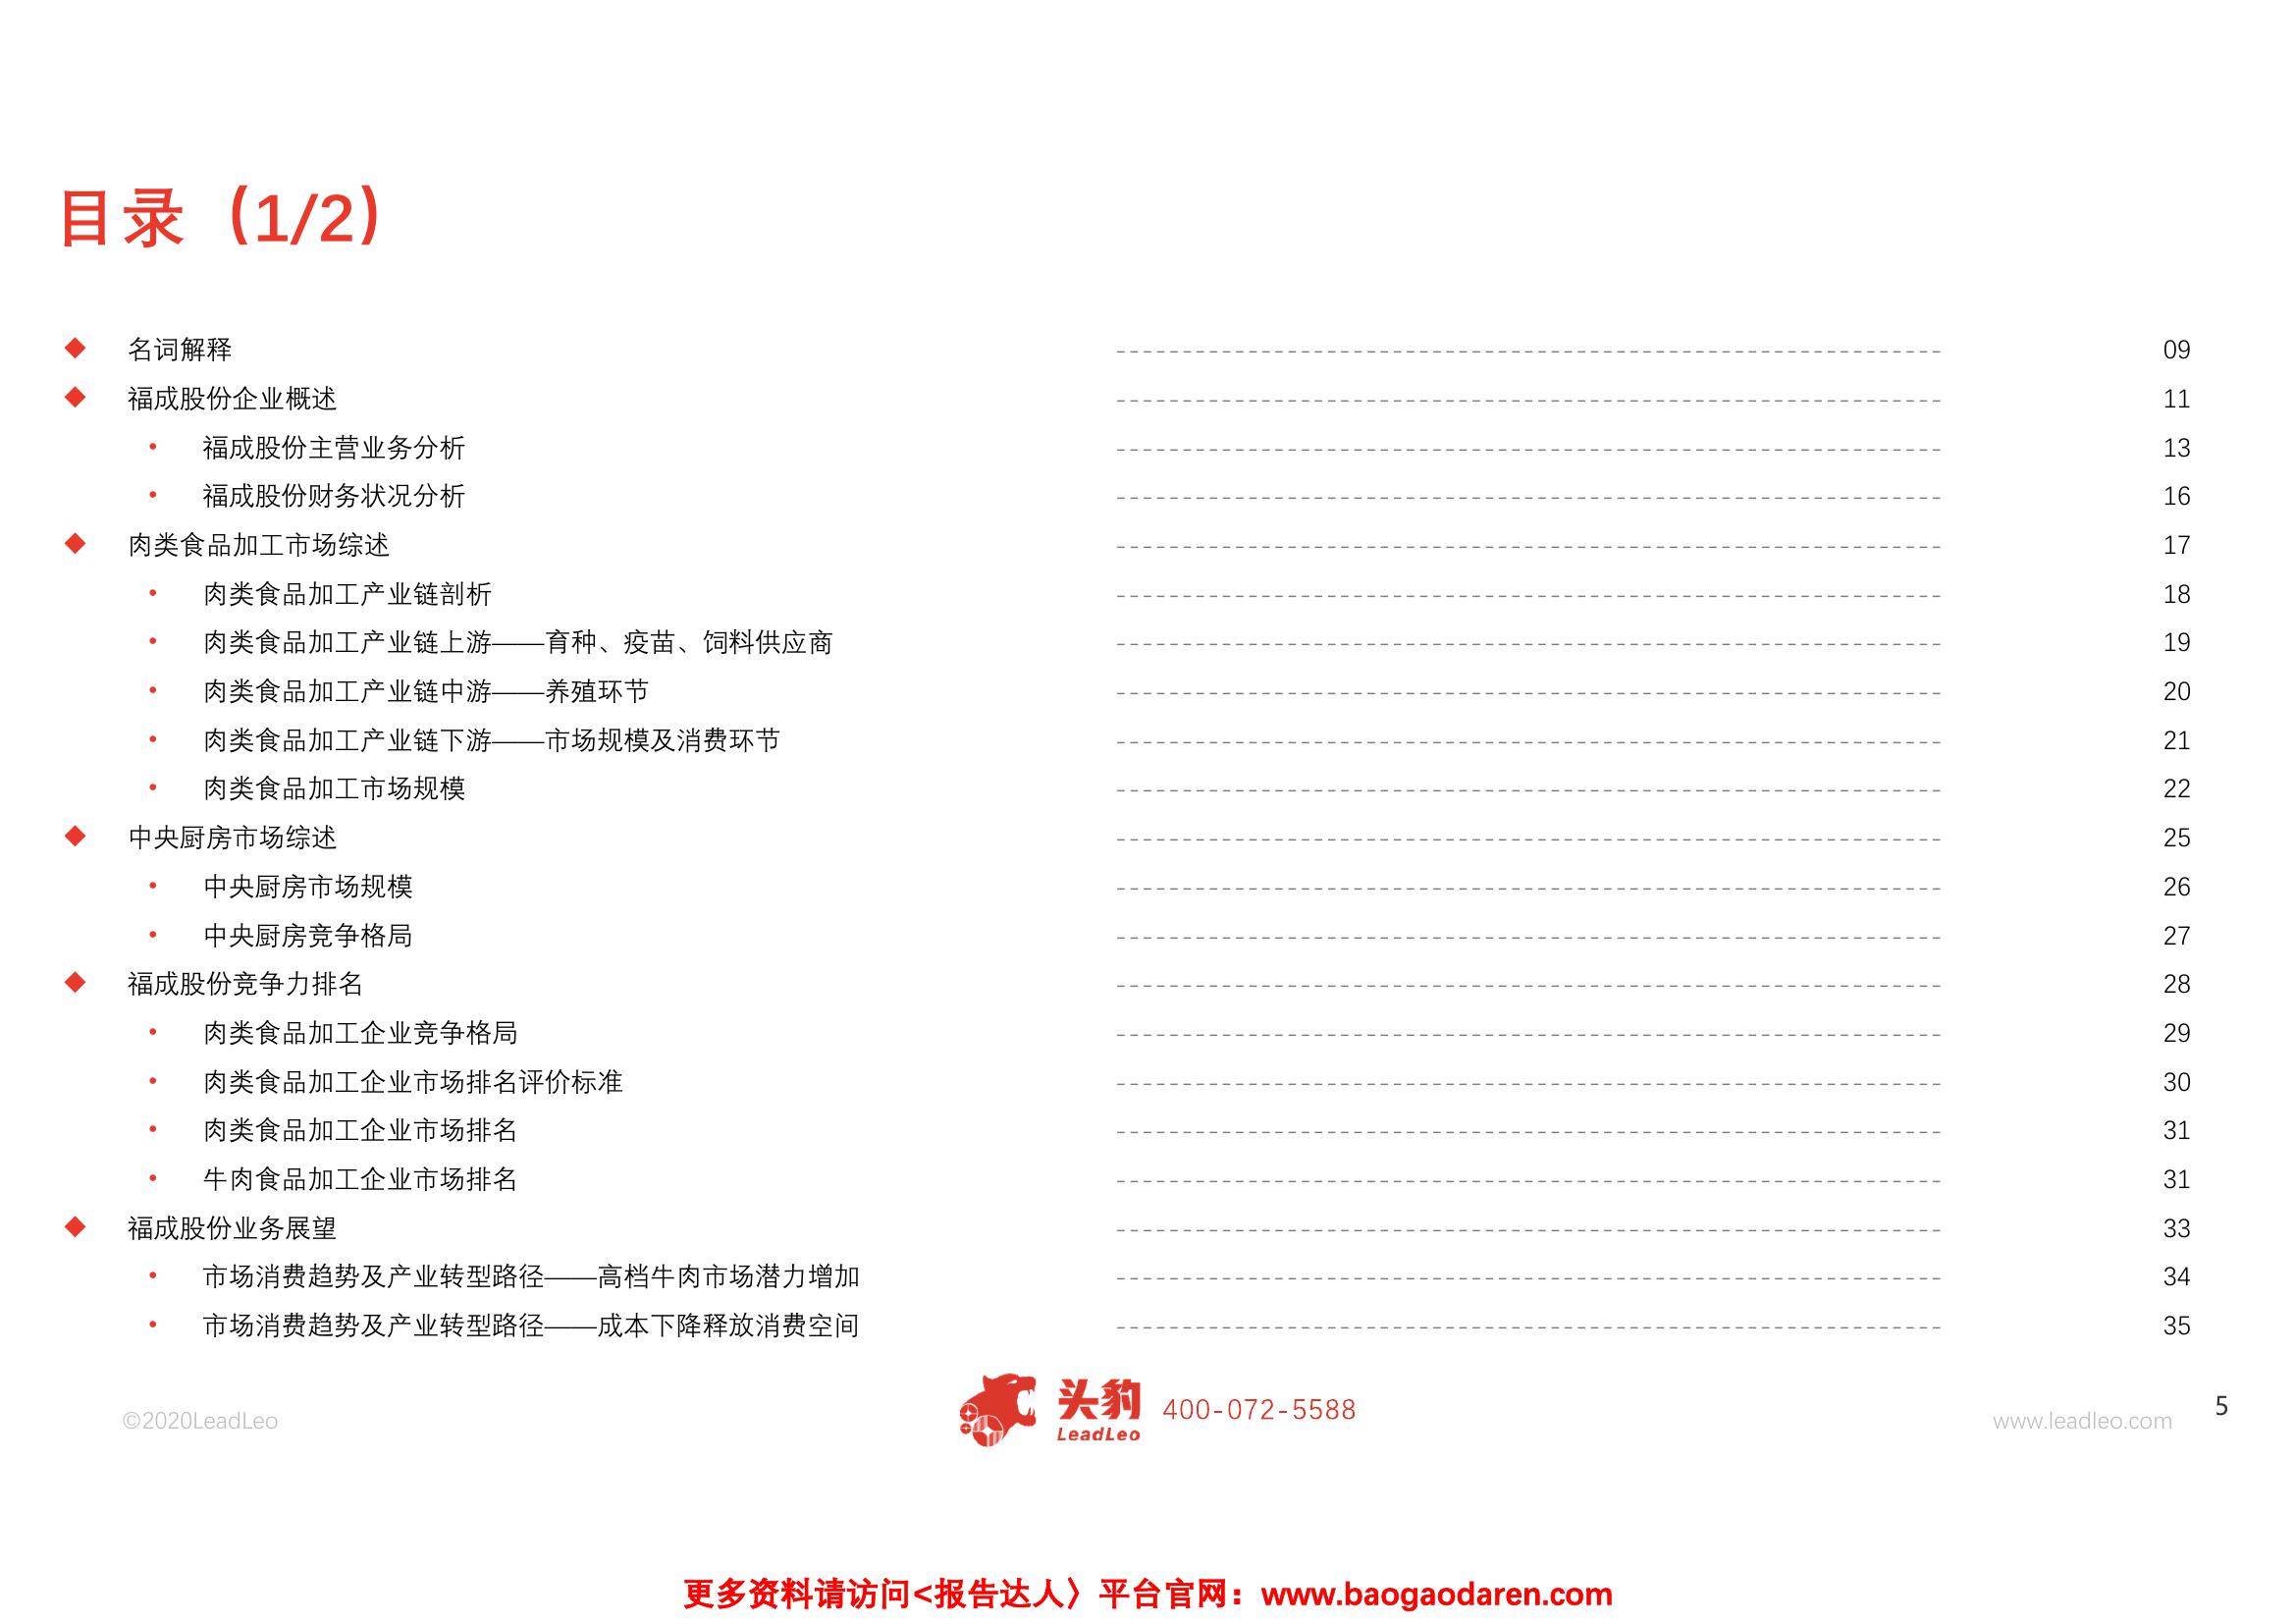 目录（1/2）
◆ 名词解释 09
◆ 福成股份企业概述 11
• 福成股份主营业务分析 13
• 福成股份财务状况分析 16
◆ 肉类食品加工市场综述 17
• 肉类食品加工产业链剖析 18
• 肉类食品加工产业链上游——育种、疫苗、饲料供应商 19
• 肉类食品加工产业链中游——养殖环节 20
• 肉类食品加工产业链下游——市场规模及消费环节 21
• 肉类食品加工市场规模 22
◆ 中央厨房市场综述 25
• 中央厨房市场规模 26
• 中央厨房竞争格局 27
◆ 福成股份竞争力排名 28
• 肉类食品加工企业竞争格局 29
• 肉类食品加工企业市场排名评价标准 30
• 肉类食品加工企业市场排名 31
• 牛肉食品加工企业市场排名 31
◆ 福成股份业务展望 33
• 市场消费趋势及产业转型路径——高档牛肉市场潜力增加 34
• 市场消费趋势及产业转型路径——成本下降释放消费空间 35
©2020LeadLeo
头豹
LeadLeo
400-072-5588
www.leadleo.com
5
更多资料请访问<报告达人〉平台官网：www.baogaodaren.com